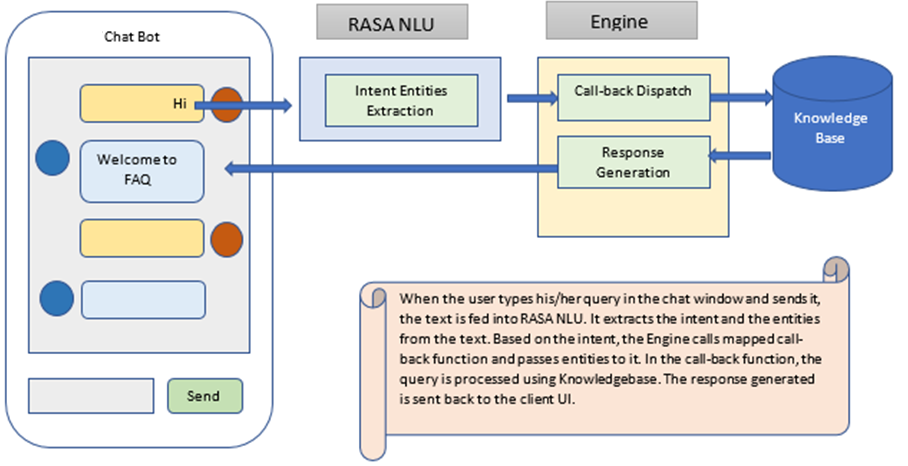 Chat Bot
RASA NLU
Engine
Hi
Intent Entities
Extraction
Call-back Dispatch
Knowledge
Base
Welcome to
FAQ
Response
Generation
When the user types his/her query in the chat window and sends it,
the text is fed into RASA NLU. It extracts the intent and the entities
from the text. Based on the intent, the Engine calls mapped call-
back function and passes entities to it. In the call-back function, the
query is processed using Knowledgebase. The response generated
is sent back to the client UI.
Send